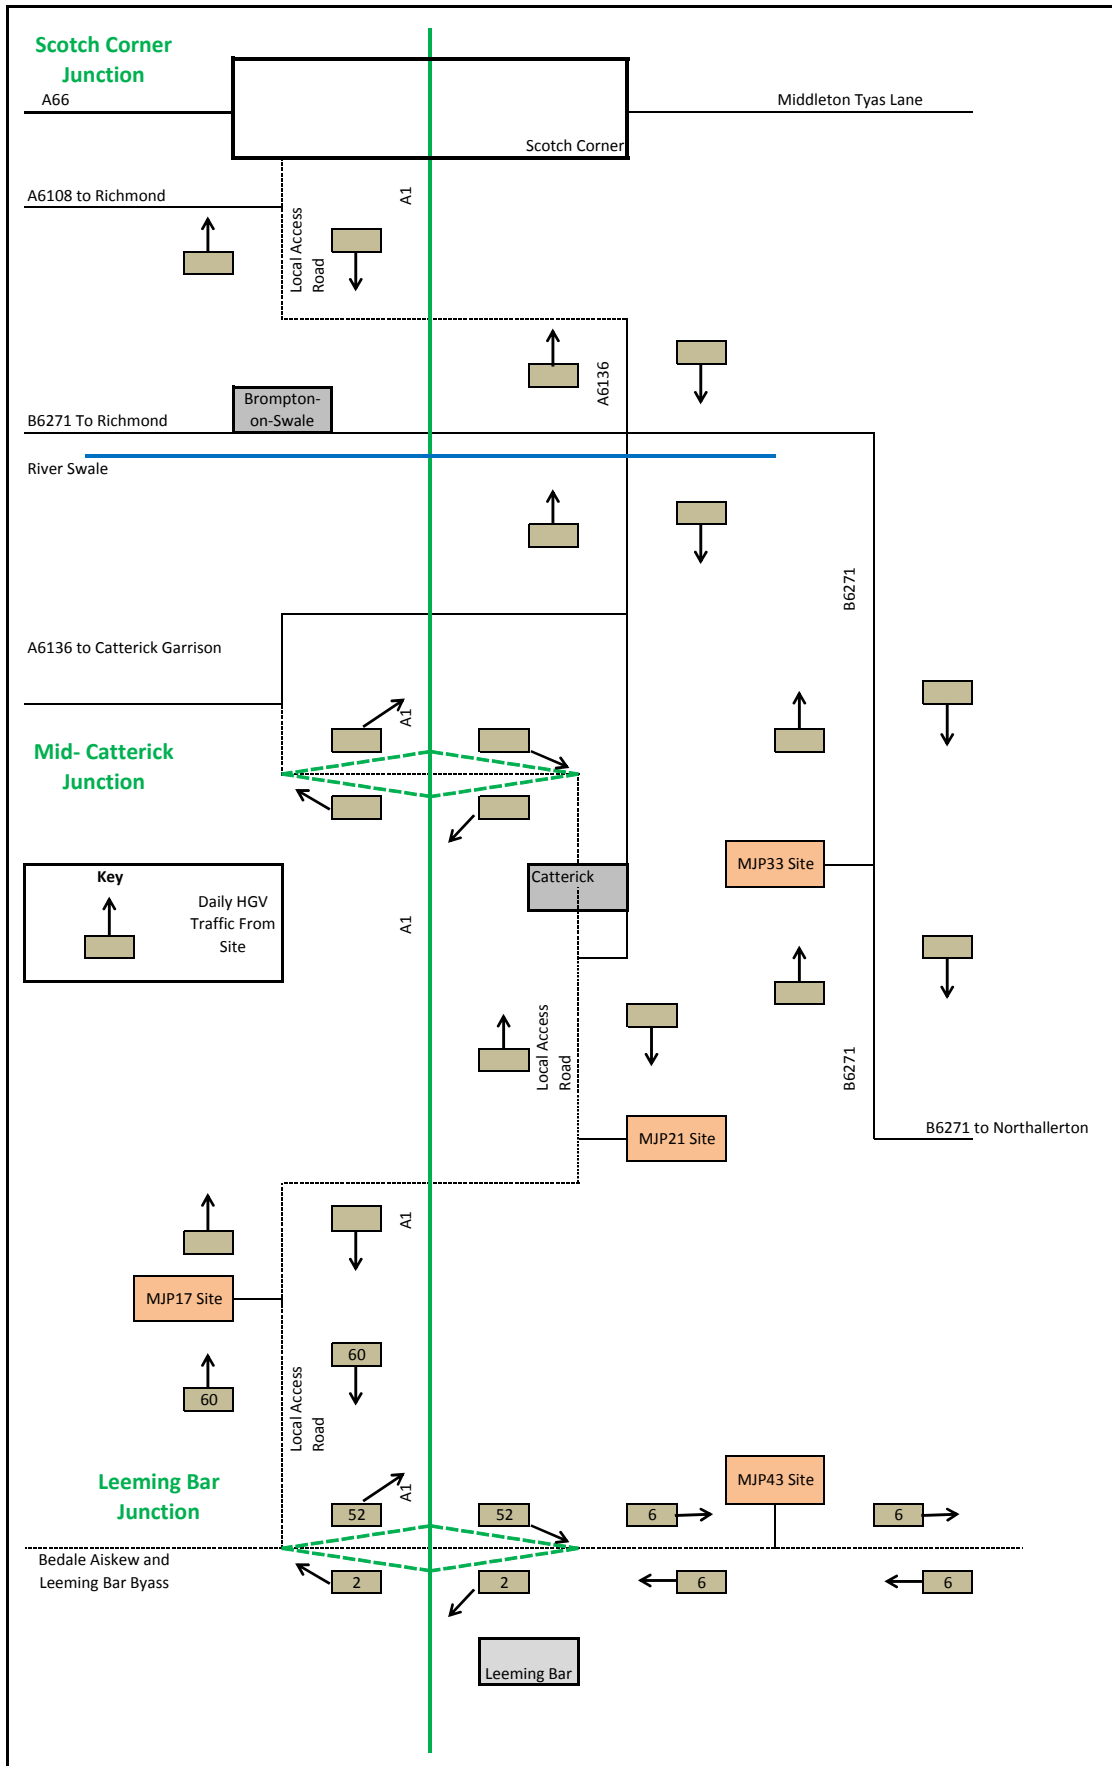 Scotch Corner
Junction
A66
Middleton Tyas Lane
Scotch Corner
A6108 to Richmond
A1
Local Access
Road
A6136
Brompton-
on-Swale
B6271 To Richmond
River Swale
B6271
A6136 to Catterick Garrison
A1
Mid- Catterick
Junction
MJP33 Site
Key
Daily HGV
Traffic From
Site
Catterick
A1
Local Access
Road
B6271
MJP21 Site
B6271 to Northallerton
A1
MJP17 Site
60
60
Local Access
Road
Leeming Bar
Junction
A1
MJP43 Site
52
52
6
6
Bedale Aiskew and
Leeming Bar Byass
2
2
6
6
Leeming Bar